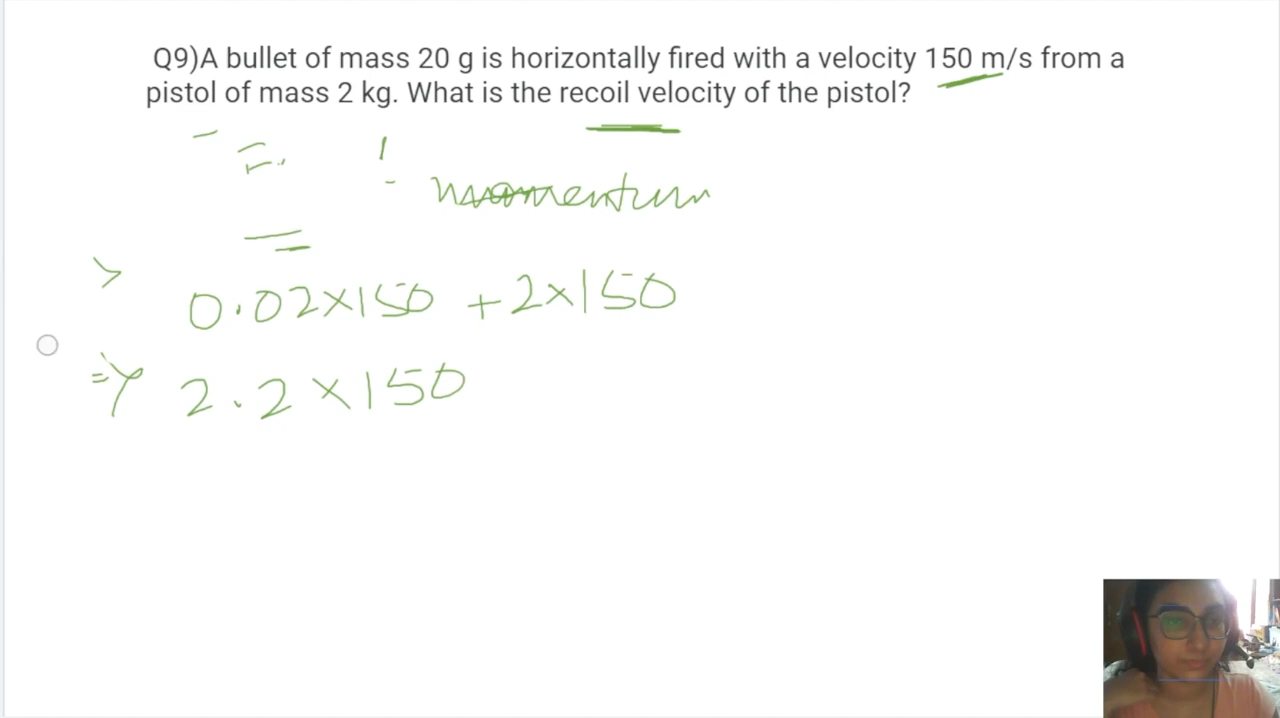 Q9)A bullet of mass 20 g is horizontally fired with a velocity 150 m/s from a
pistol of mass 2 kg. What is the recoil velocity of the pistol?
momentum
0.02×150 + 2×150
⇒ 2.2×150